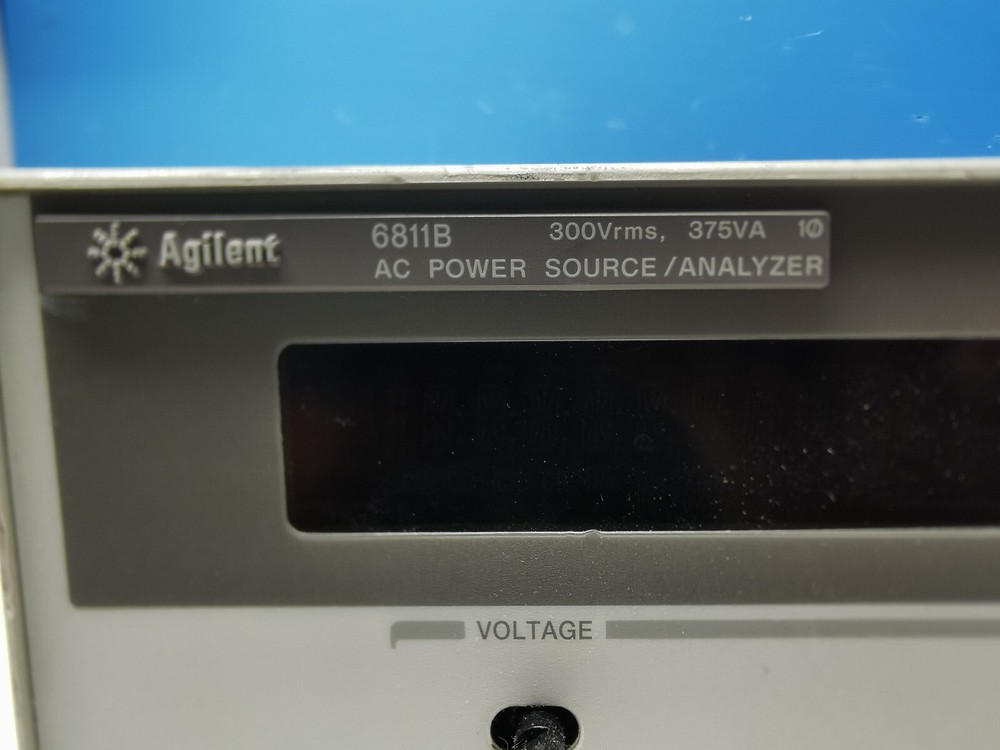 Agilent 6811B 300Vrms, 375VA 1Ø
AC POWER SOURCE/ANALYZER
VOLTAGE